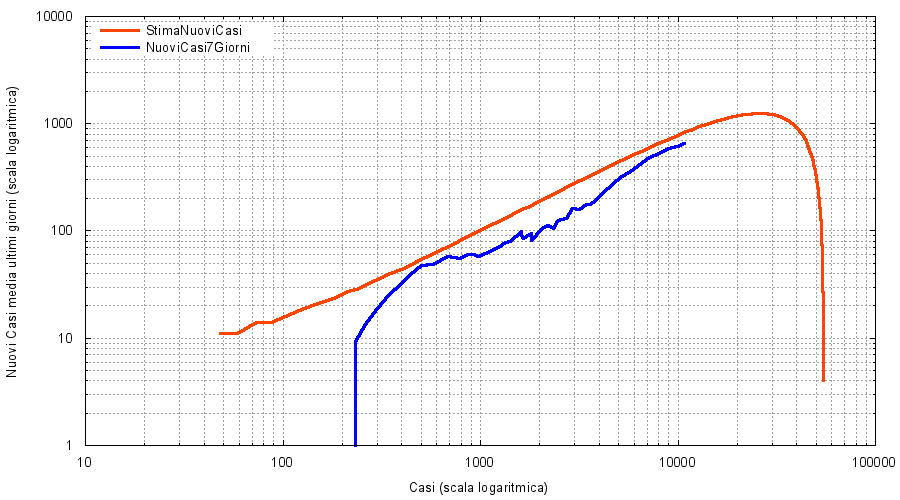 10000
StimaNuoviCasi
NuoviCasi7Giorni
1000
100
10
1
Nuovi Casi media ultimi giorni (scala logaritmica)
10 100 1000 10000 100000
Casi (scala logaritmica)